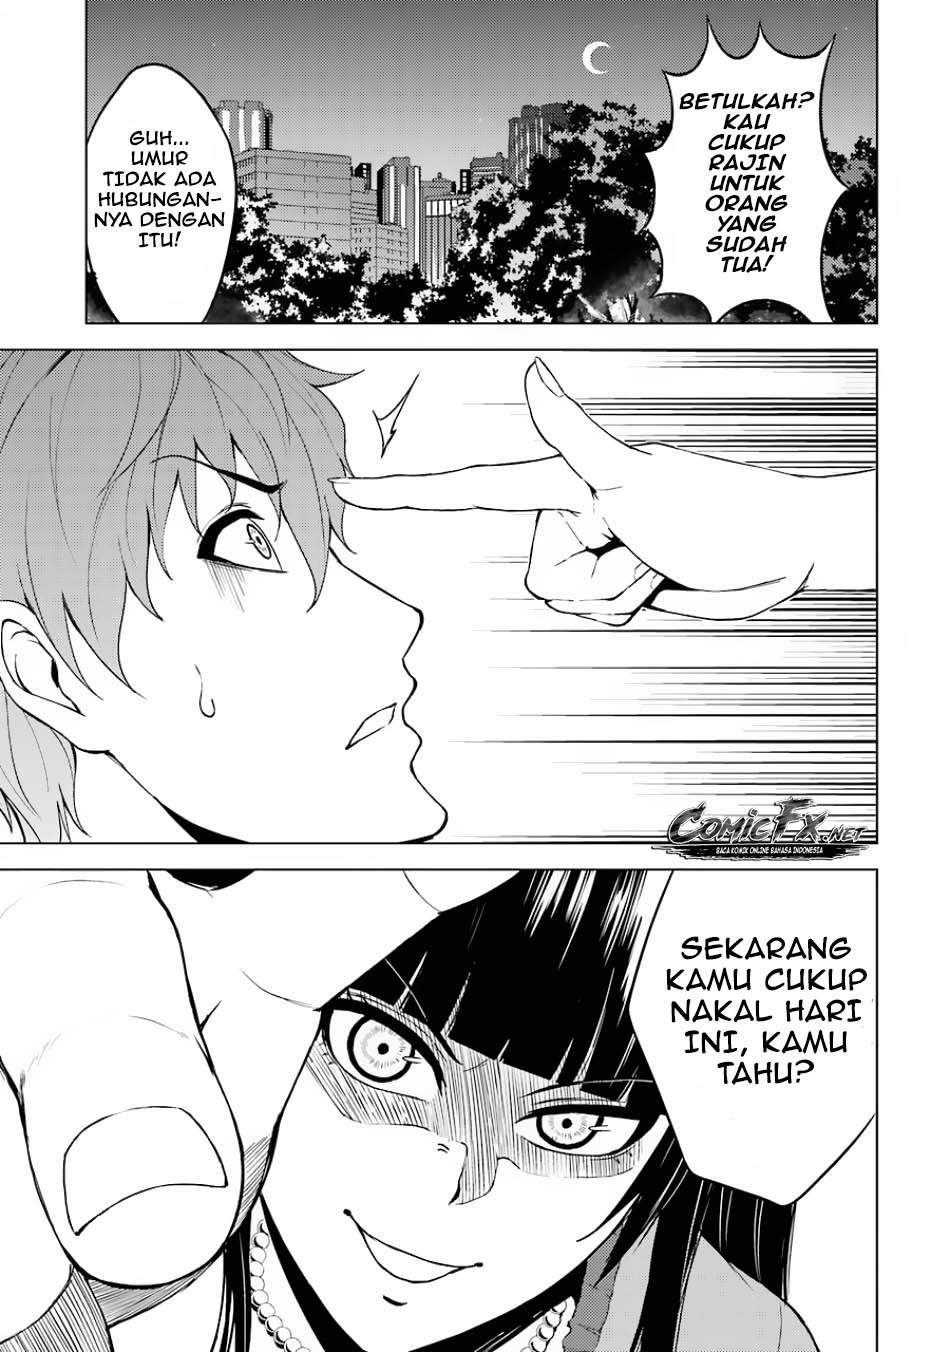 BETULKAH?
KAU
CUKUP
RAJIN
UNTUK
ORANG
YANG
SUDAH
TUA!
GUH...
UMUR
TIDAK ADA
HUBUNGAN-
NYA DENGAN
ITU!
COMICFX.NET
BACA KOMIK ONLINE BAHASA INDONESIA
SEKARANG
KAMU CUKUP
NAKAL HARI
INI, KAMU
TAHU?